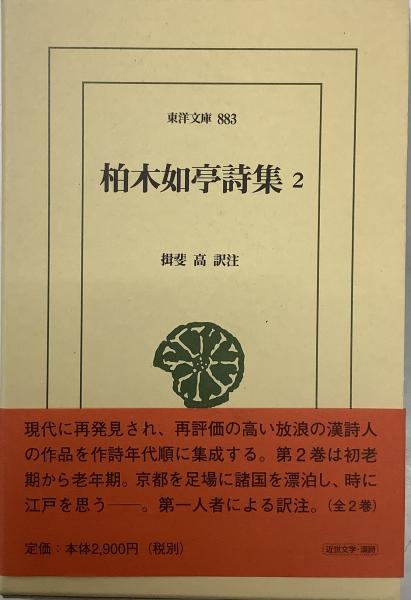 東洋文庫 883
柏木如亭詩集 2
揖斐 高 訳注
現代に再発見され、再評価の高い放浪の漢詩人
の作品を作詩年代順に集成する。第2巻は初老
期から老年期。京都を足場に諸国を漂泊し、時に
江戸を思う——。第一人者による訳注。(全2巻)
定価:本体2,900円(税別)
近世文学・漢詩